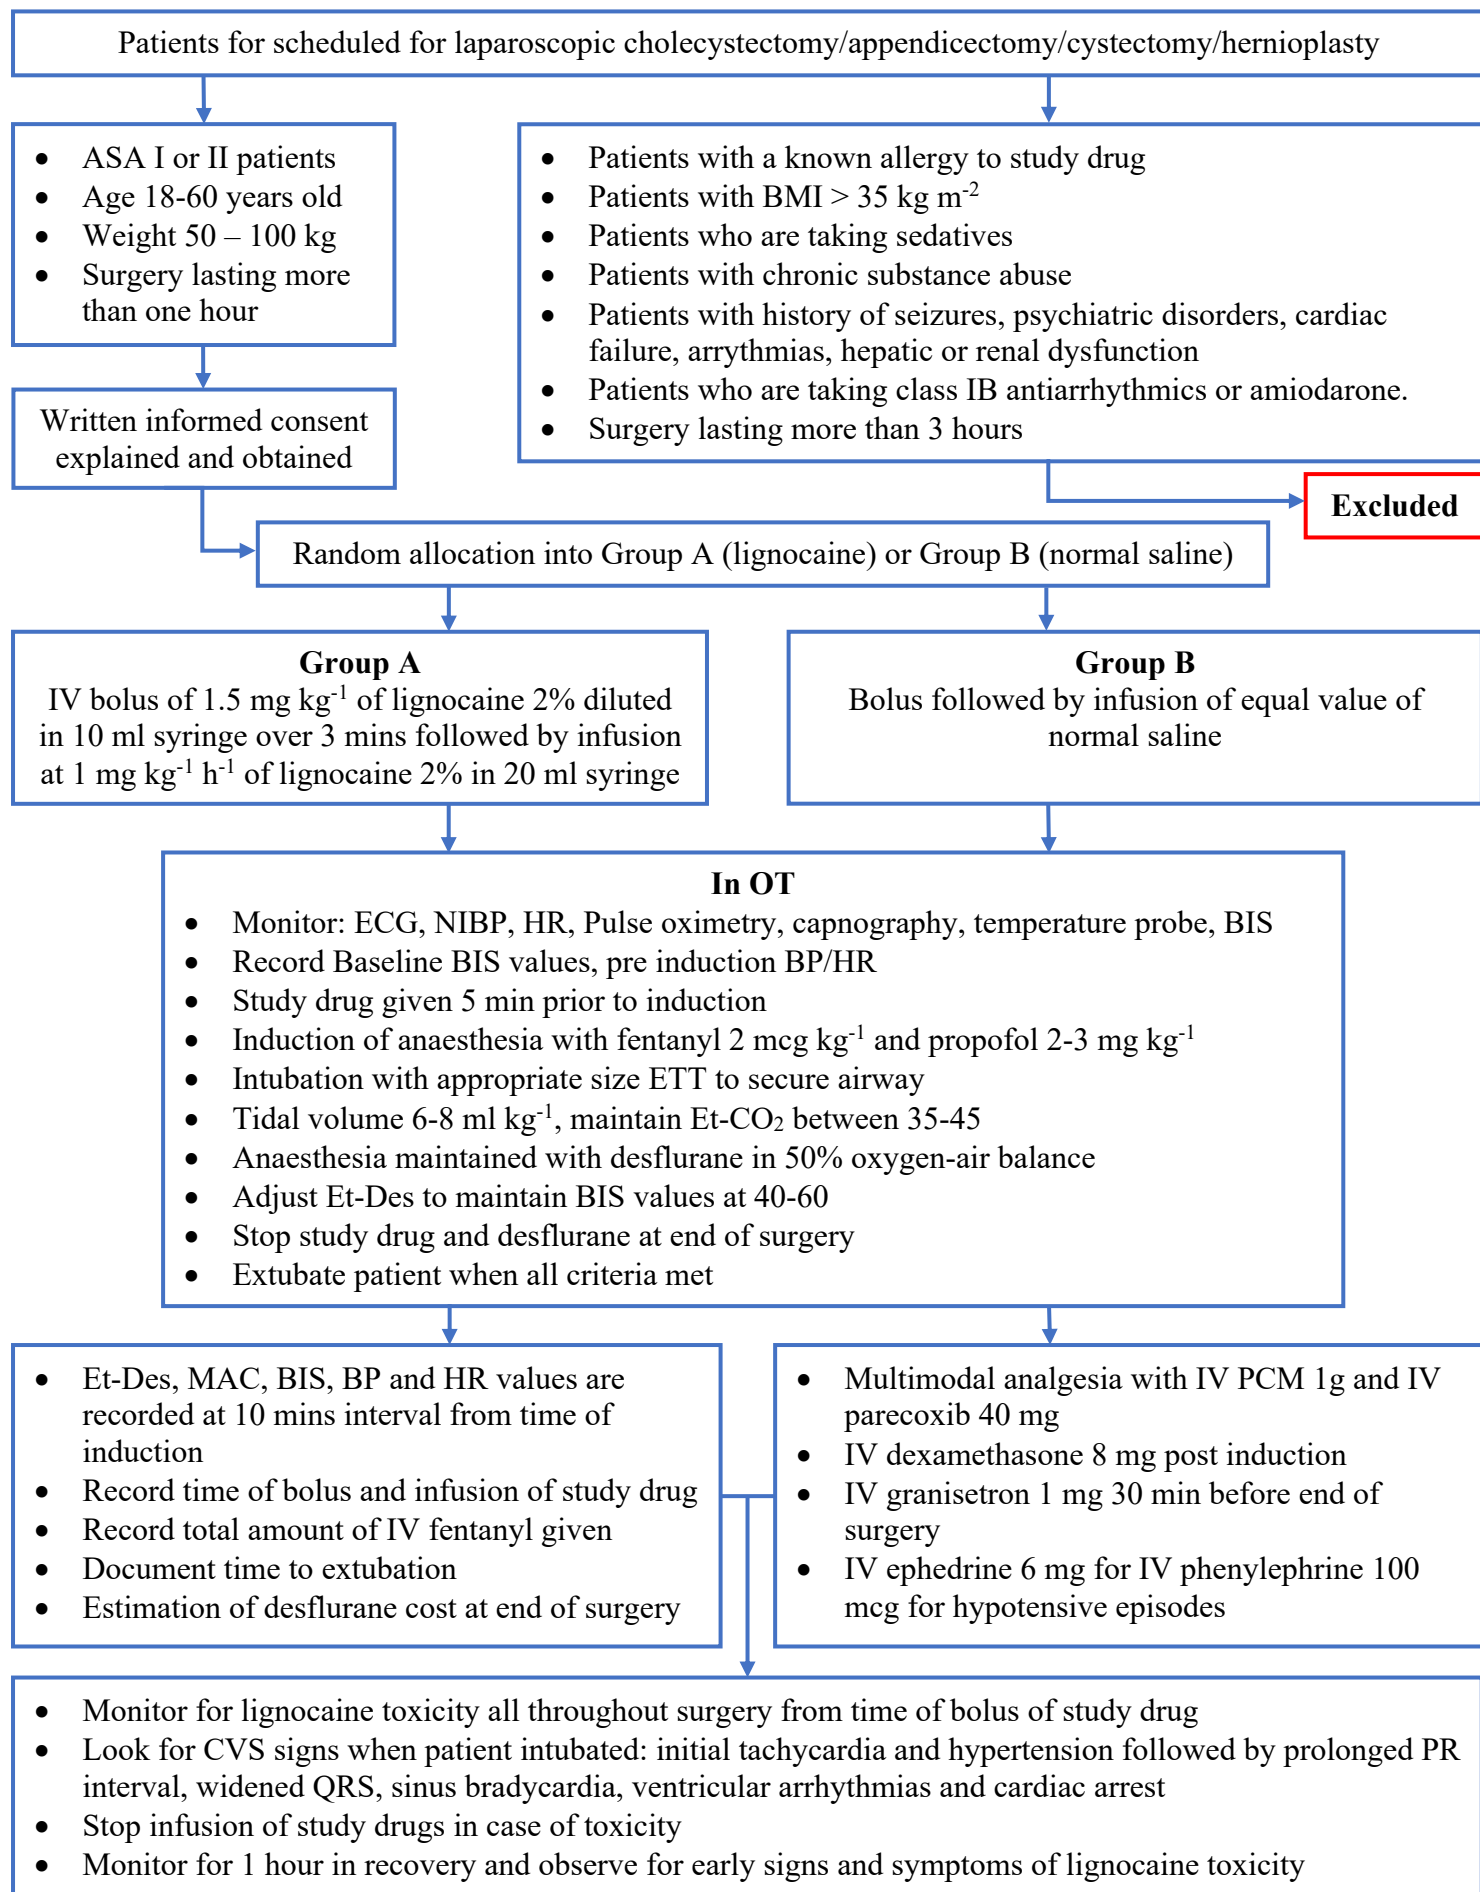 Patients for scheduled for laparoscopic cholecystectomy/appendicectomy/cystectomy/hernioplasty
• ASA I or II patients
• Age 18-60 years old
• Weight 50 – 100 kg
• Surgery lasting more
than one hour
• Patients with a known allergy to study drug
• Patients with BMI > 35 kg m⁻²
• Patients who are taking sedatives
• Patients with chronic substance abuse
• Patients with history of seizures, psychiatric disorders, cardiac
failure, arrythmias, hepatic or renal dysfunction
• Patients who are taking class IB antiarrhythmics or amiodarone.
• Surgery lasting more than 3 hours
Written informed consent
explained and obtained
Excluded
Random allocation into Group A (lignocaine) or Group B (normal saline)
Group A
IV bolus of 1.5 mg kg⁻¹ of lignocaine 2% diluted
in 10 ml syringe over 3 mins followed by infusion
at 1 mg kg⁻¹ h⁻¹ of lignocaine 2% in 20 ml syringe
Group B
Bolus followed by infusion of equal value of
normal saline
In OT
• Monitor: ECG, NIBP, HR, Pulse oximetry, capnography, temperature probe, BIS
• Record Baseline BIS values, pre induction BP/HR
• Study drug given 5 min prior to induction
• Induction of anaesthesia with fentanyl 2 mcg kg⁻¹ and propofol 2-3 mg kg⁻¹
• Intubation with appropriate size ETT to secure airway
• Tidal volume 6-8 ml kg⁻¹, maintain Et-CO₂ between 35-45
• Anaesthesia maintained with desflurane in 50% oxygen-air balance
• Adjust Et-Des to maintain BIS values at 40-60
• Stop study drug and desflurane at end of surgery
• Extubate patient when all criteria met
• Et-Des, MAC, BIS, BP and HR values are
recorded at 10 mins interval from time of
induction
• Record time of bolus and infusion of study drug
• Record total amount of IV fentanyl given
• Document time to extubation
• Estimation of desflurane cost at end of surgery
• Multimodal analgesia with IV PCM 1g and IV
parecoxib 40 mg
• IV dexamethasone 8 mg post induction
• IV granisetron 1 mg 30 min before end of
surgery
• IV ephedrine 6 mg for IV phenylephrine 100
mcg for hypotensive episodes
• Monitor for lignocaine toxicity all throughout surgery from time of bolus of study drug
• Look for CVS signs when patient intubated: initial tachycardia and hypertension followed by prolonged PR
interval, widened QRS, sinus bradycardia, ventricular arrhythmias and cardiac arrest
• Stop infusion of study drugs in case of toxicity
• Monitor for 1 hour in recovery and observe for early signs and symptoms of lignocaine toxicity